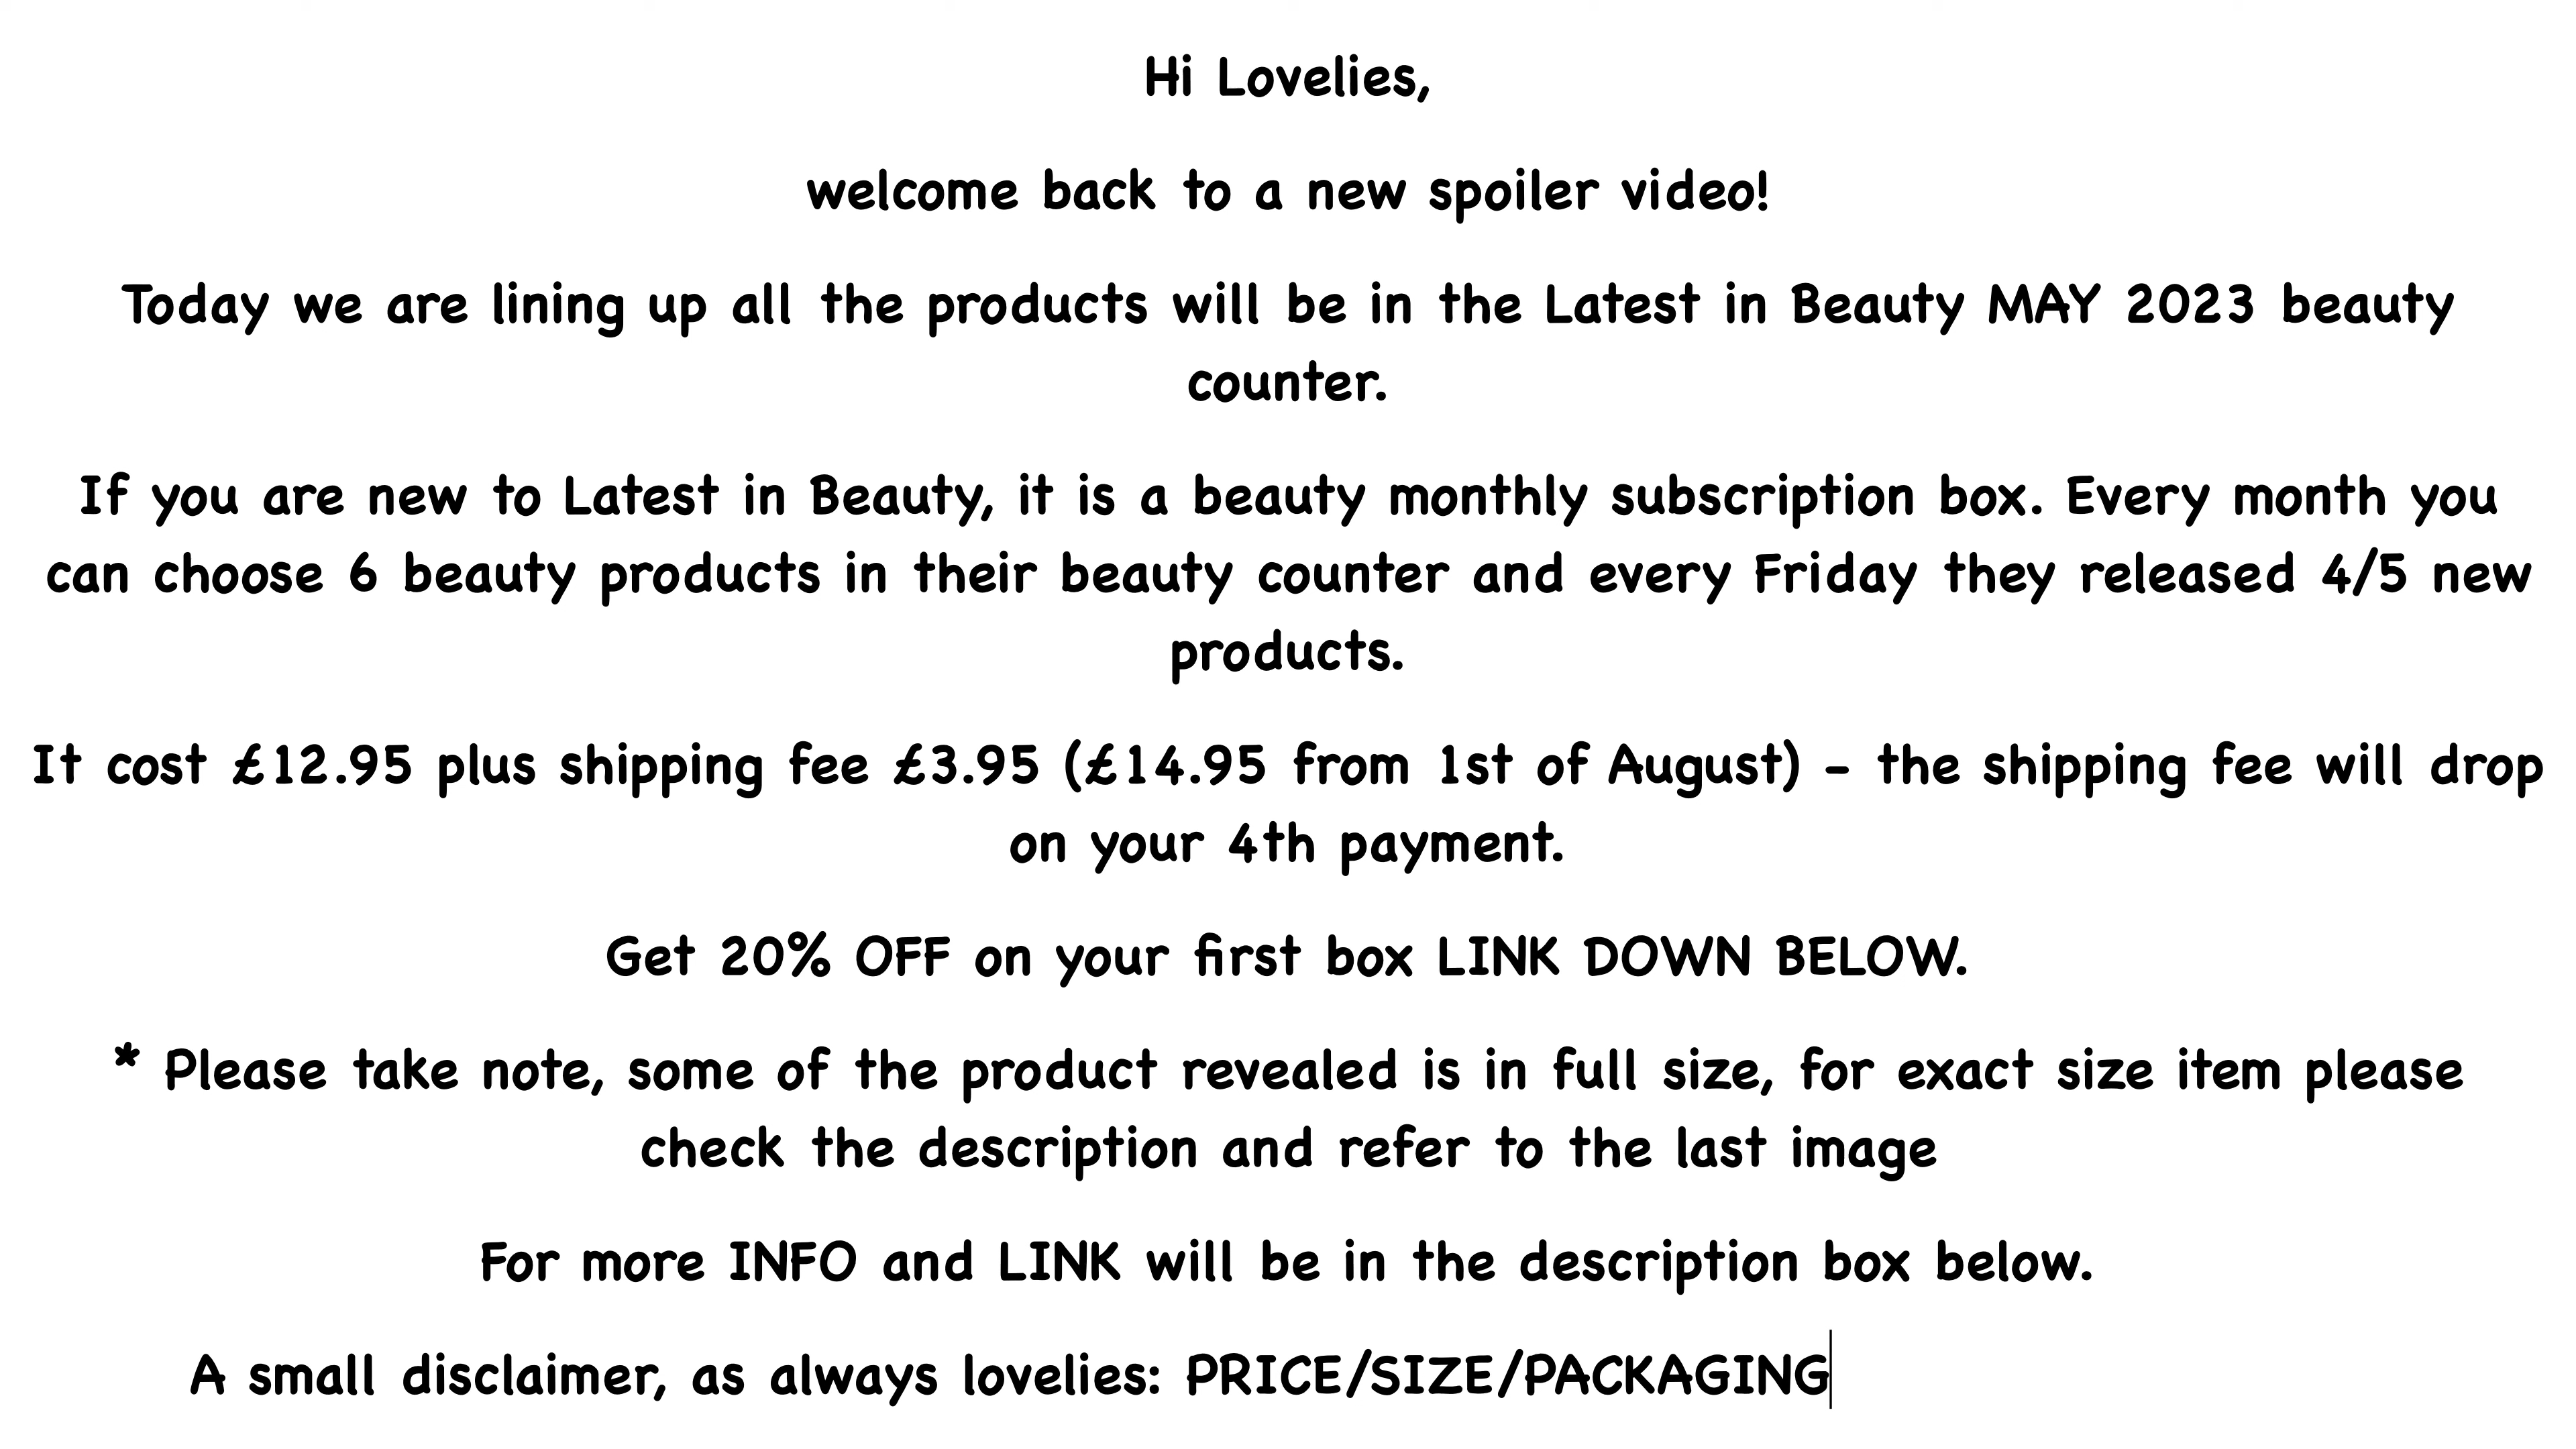 Hi Lovelies,
welcome back to a new spoiler video!
Today we are lining up all the products will be in the Latest in Beauty MAY 2023 beauty
counter.
If you are new to Latest in Beauty, it is a beauty monthly subscription box. Every month you
can choose 6 beauty products in their beauty counter and every Friday they released 4/5 new
products.
It cost £12.95 plus shipping fee £3.95 (£14.95 from 1st of August) - the shipping fee will drop
on your 4th payment.
Get 20% OFF on your first box LINK DOWN BELOW.
* Please take note, some of the product revealed is in full size, for exact size item please
check the description and refer to the last image
For more INFO and LINK will be in the description box below.
A small disclaimer, as always lovelies: PRICE/SIZE/PACKAGING